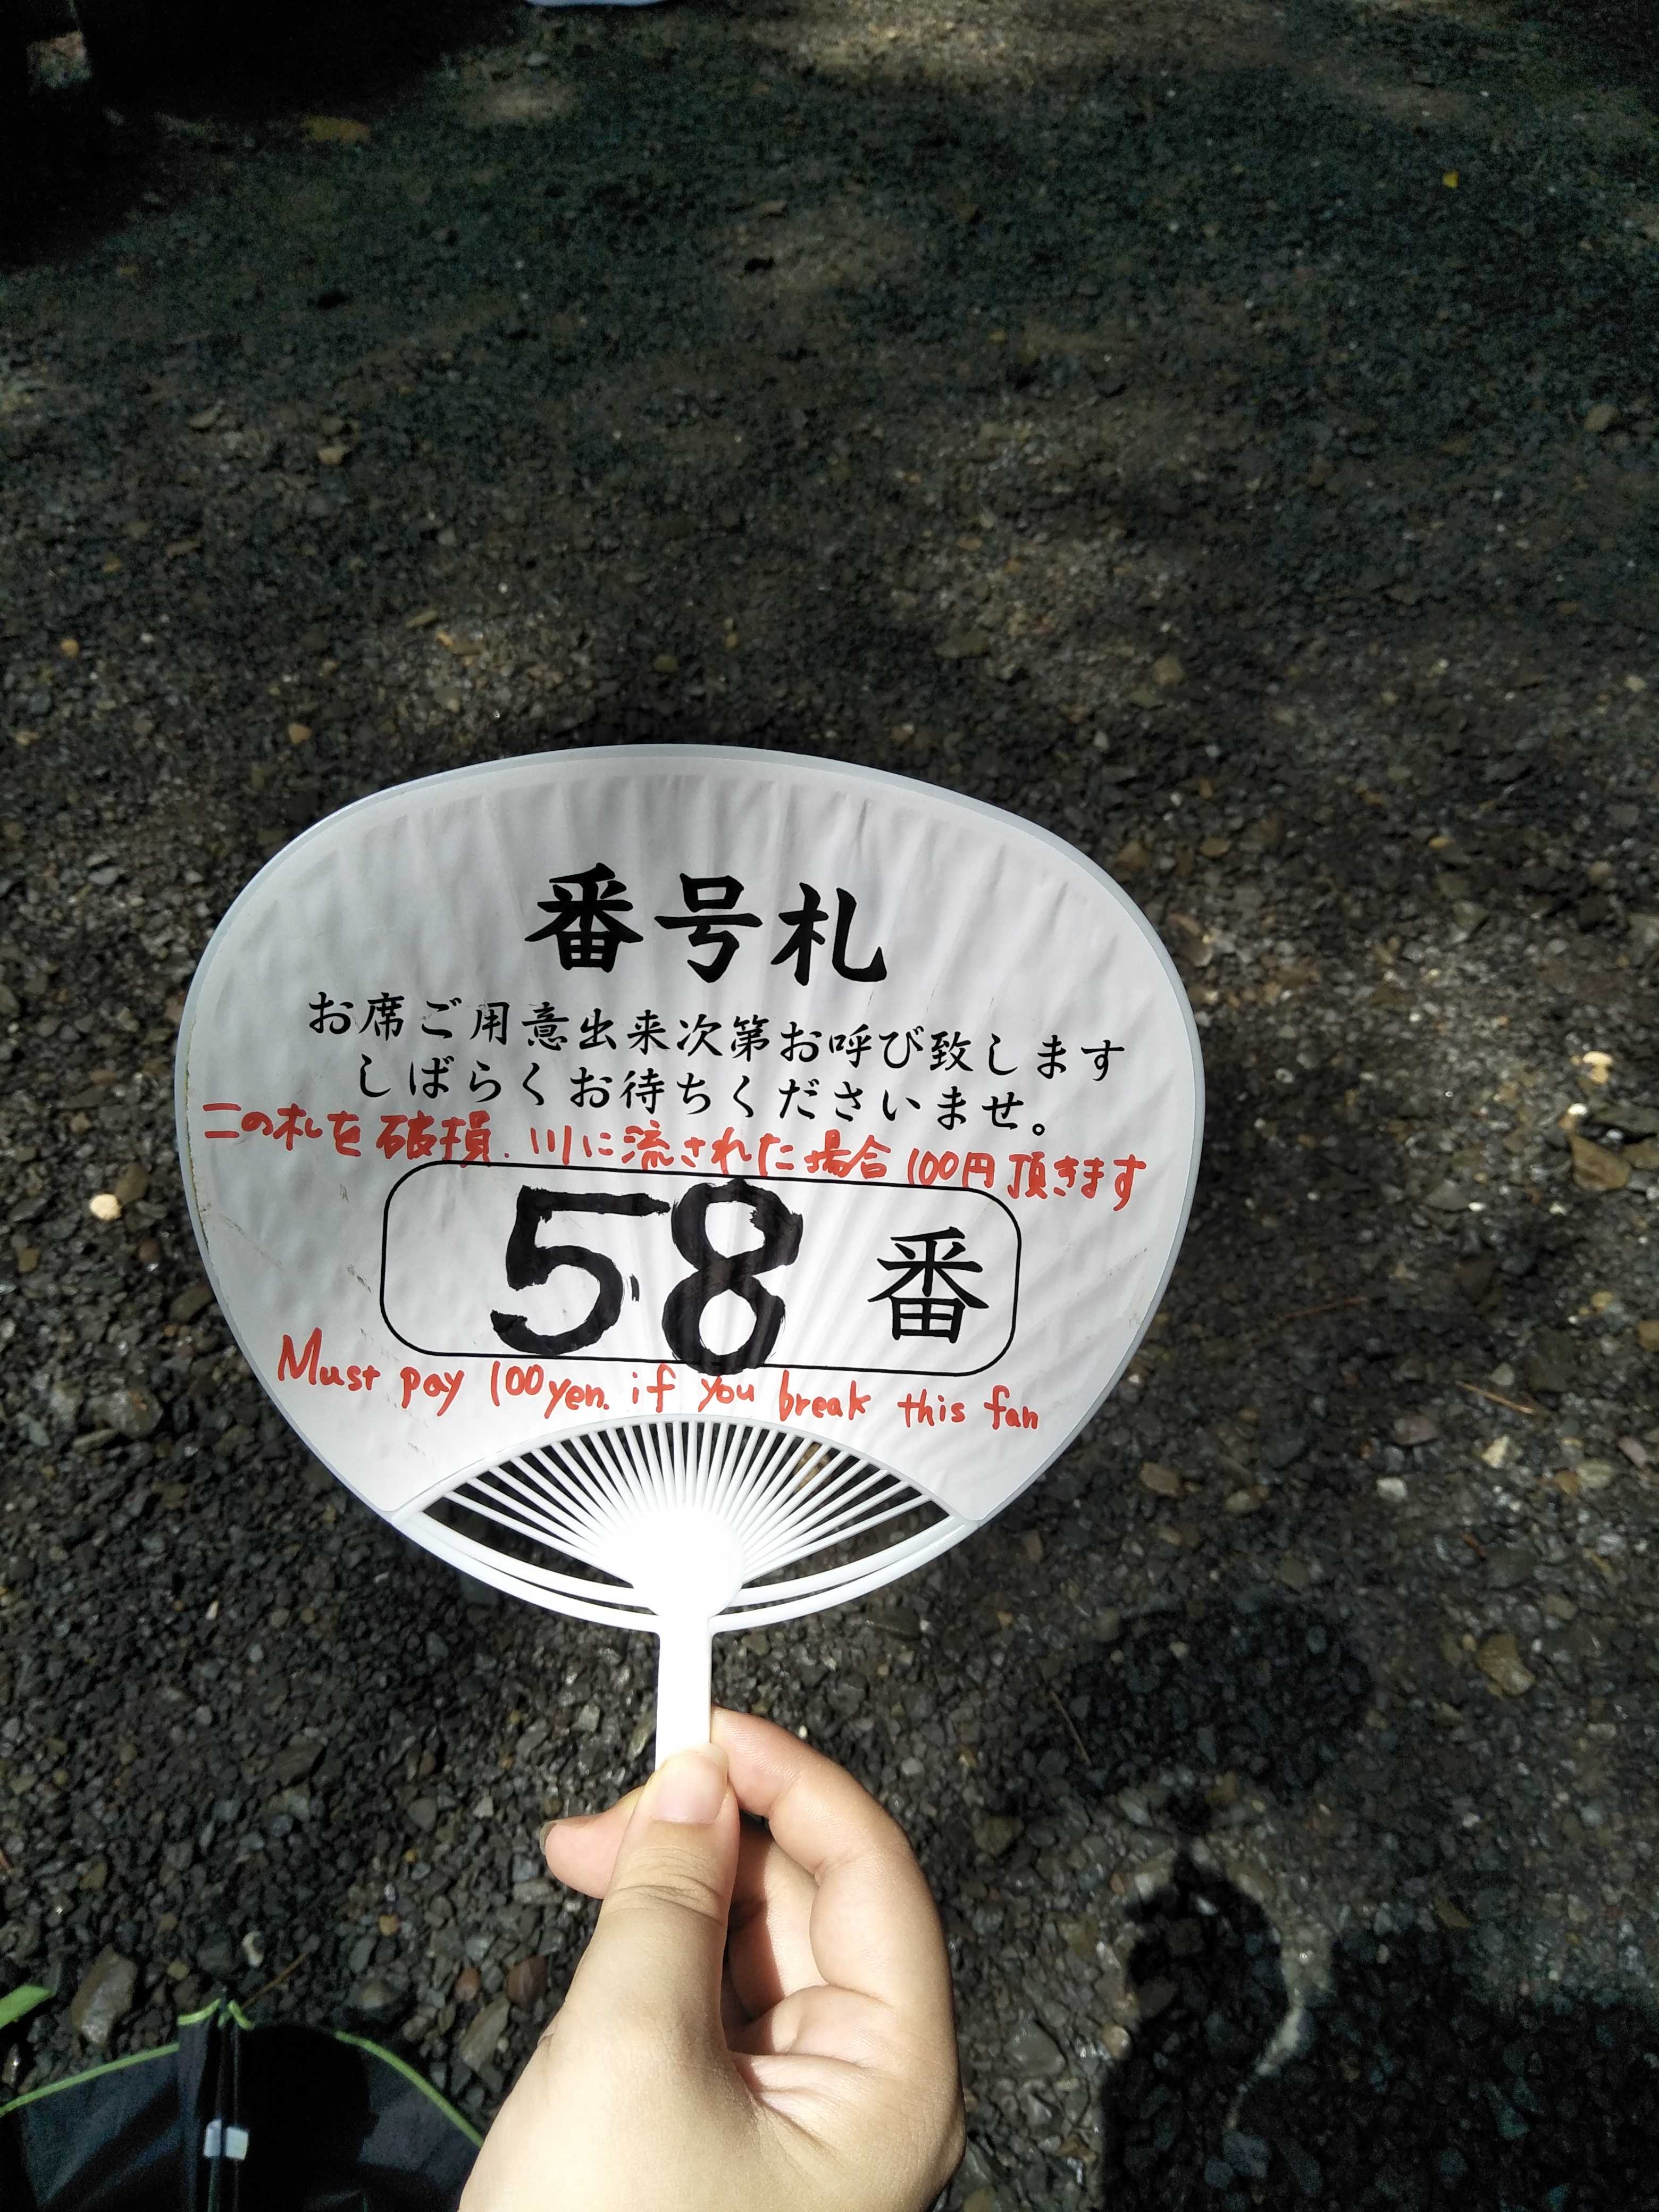 番号札
お席ご用意出来次第お呼び致します
しばらくお待ちくださいませ。
この札を破損、川に流された場合100円頂きます
58番
Must pay 100yen. if you break this fan